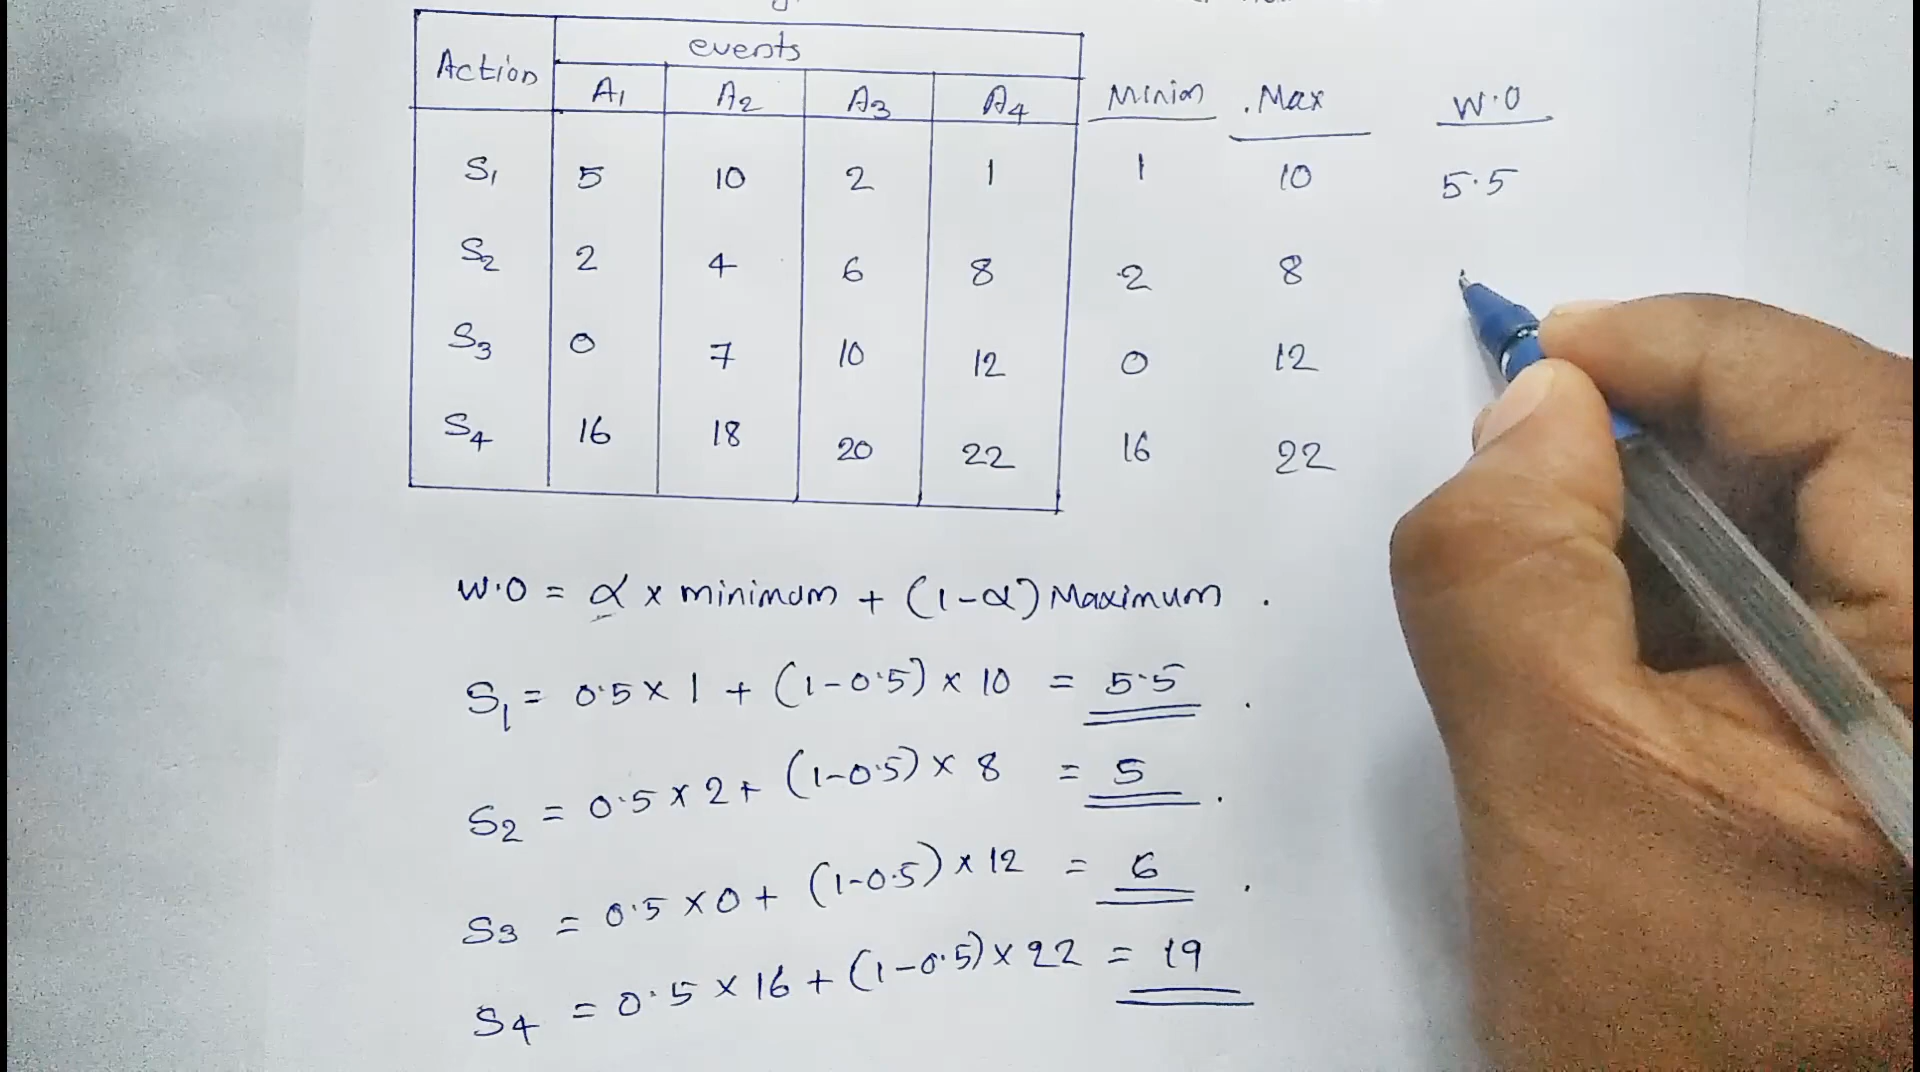 events
Action A1 A2 A3 A4 Minim . Max W.O
S1 5 10 2 1 1 10 5.5
S2 2 4 6 8 2 8
S3 0 7 10 12 0 12
S4 16 18 20 22 16 22
W.O = α x minimum + (1-α) Maximum .
S1 = 0.5 x 1 + (1-0.5) x 10 = 5.5 .
S2 = 0.5 x 2 + (1-0.5) x 8 = 5 .
S3 = 0.5 x 0 + (1-0.5) x 12 = 6 .
S4 = 0.5 x 16 + (1-0.5) x 22 = 19